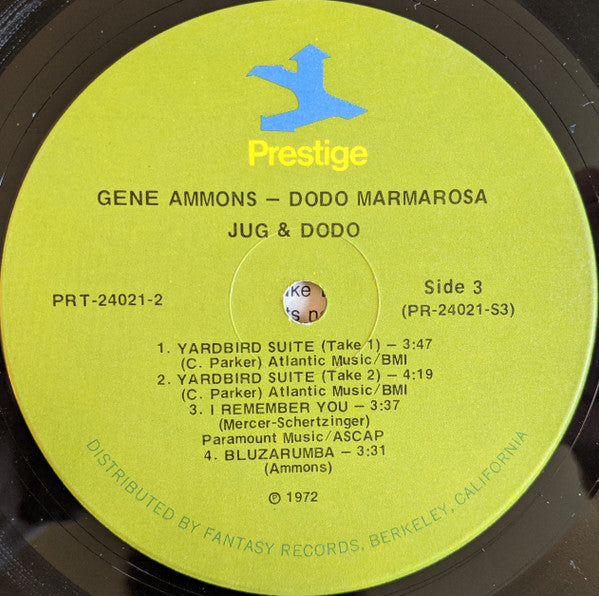 Prestige
GENE AMMONS – DODO MARMAROSA
JUG & DODO
PRT-24021-2
Side 3
(PR-24021-S3)
1. YARDBIRD SUITE (Take 1) – 3:47
(C. Parker) Atlantic Music/BMI
2. YARDBIRD SUITE (Take 2) – 4:19
(C. Parker) Atlantic Music/BMI
3. I REMEMBER YOU – 3:37
(Mercer-Schertzinger)
Paramount Music/ASCAP
4. BLUZARUMBA – 3:31
(Ammons)
℗ 1972
DISTRIBUTED BY FANTASY RECORDS, BERKELEY, CALIFORNIA